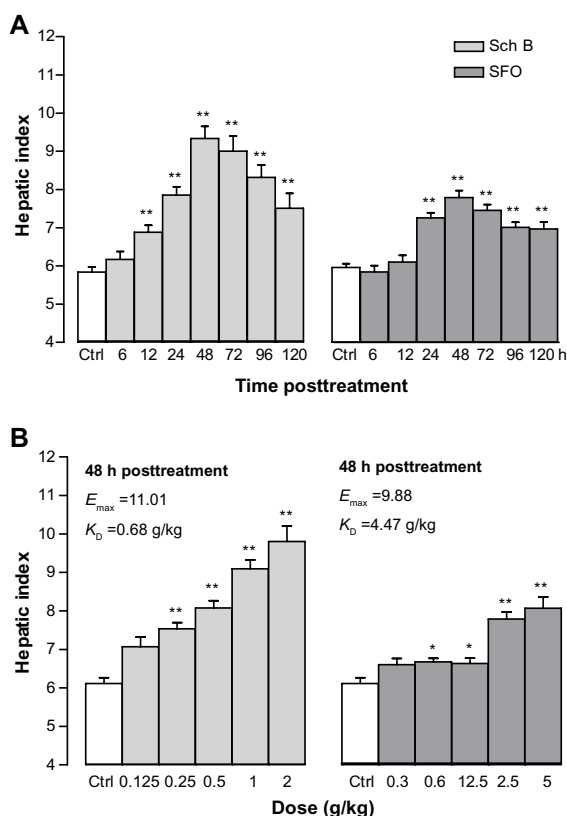 A
Sch B
SFO
Hepatic index
12
11
10
9
8
7
6
5
4
** ** ** ** ** **
** ** ** ** **
Ctrl 6 12 24 48 72 96 120 Ctrl 6 12 24 48 72 96 120 h
Time posttreatment
B
Hepatic index
12
11
10
9
8
7
6
5
4
48 h posttreatment
Emax =11.01
KD =0.68 g/kg
** ** ** **
48 h posttreatment
Emax =9.88
KD =4.47 g/kg
* * ** **
Ctrl 0.125 0.25 0.5 1 2 Ctrl 0.3 0.6 12.5 2.5 5
Dose (g/kg)